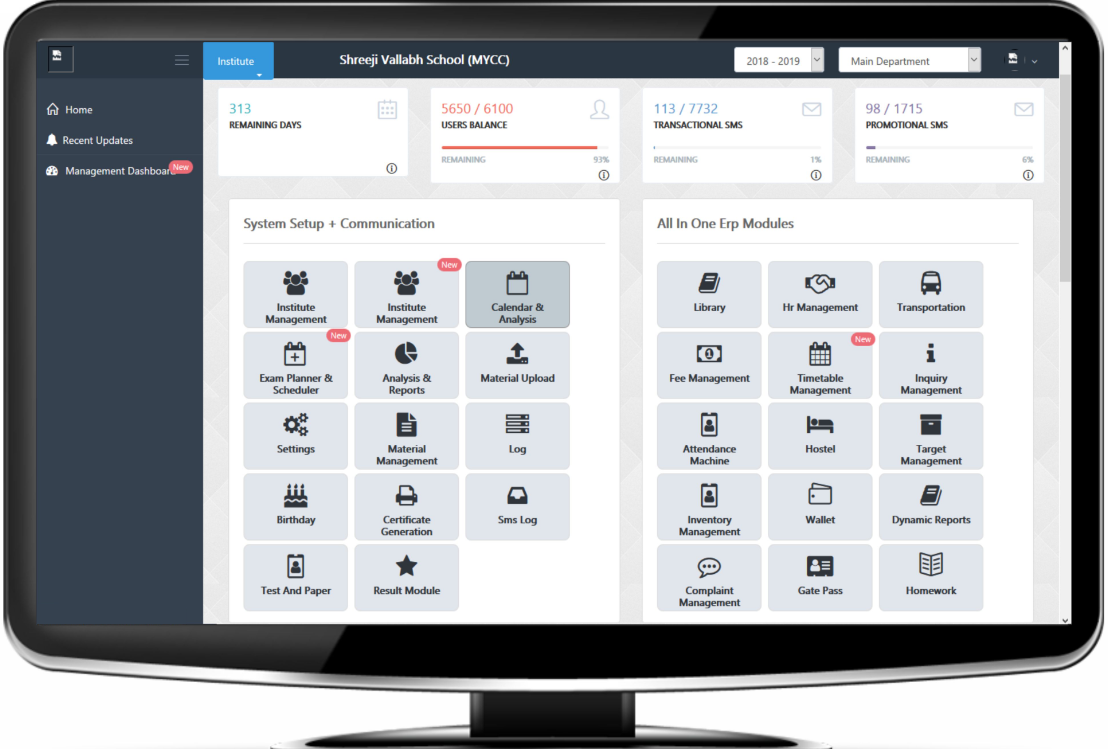 Institute
Shreeji Vallabh School (MYCC)
2018 - 2019
Main Department
Home
Recent Updates
Management Dashboar
New
313
REMAINING DAYS
5650 / 6100
USERS BALANCE
REMAINING
93%
113 / 7732
TRANSACTIONAL SMS
REMAINING
1%
98 / 1715
PROMOTIONAL SMS
REMAINING
6%
System Setup + Communication
Institute
Management
New
Institute
Management
Calendar &
Analysis
New
Exam Planner &
Scheduler
Analysis &
Reports
Material Upload
Settings
Material
Management
Log
Birthday
Certificate
Generation
Sms Log
Test And Paper
Result Module
All In One Erp Modules
Library
Hr Management
Transportation
Fee Management
New
Timetable
Management
Inquiry
Management
Attendance
Machine
Hostel
Target
Management
Inventory
Management
Wallet
Dynamic Reports
Complaint
Management
Gate Pass
Homework